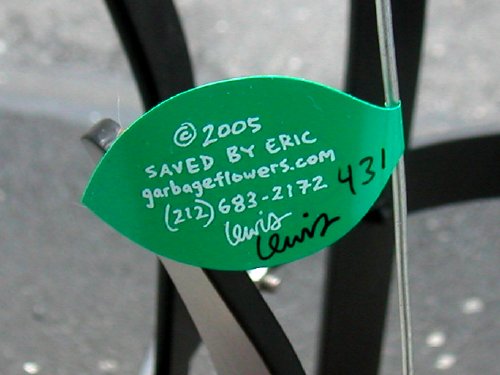 © 2005
SAVED BY ERIC
garbageflowers.com
(212) 683-2172
lewis
Lewis
431